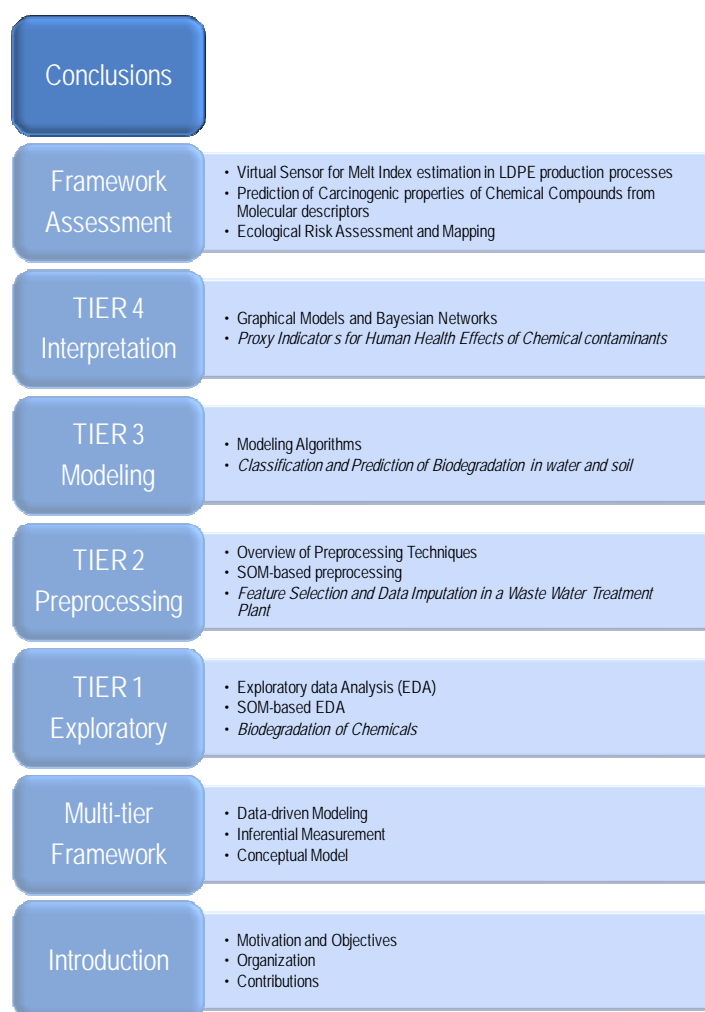 Conclusions
Framework
Assessment
• Virtual Sensor for Melt Index estimation in LDPE production processes
• Prediction of Carcinogenic properties of Chemical Compounds from
Molecular descriptors
• Ecological Risk Assessment and Mapping
TIER 4
Interpretation
• Graphical Models and Bayesian Networks
• Proxy Indicators for Human Health Effects of Chemical contaminants
TIER 3
Modeling
• Modeling Algorithms
• Classification and Prediction of Biodegradation in water and soil
TIER 2
Preprocessing
• Overview of Preprocessing Techniques
• SOM-based preprocessing
• Feature Selection and Data Imputation in a Waste Water Treatment
Plant
TIER 1
Exploratory
• Exploratory data Analysis (EDA)
• SOM-based EDA
• Biodegradation of Chemicals
Multi-tier
Framework
• Data-driven Modeling
• Inferential Measurement
• Conceptual Model
Introduction
• Motivation and Objectives
• Organization
• Contributions